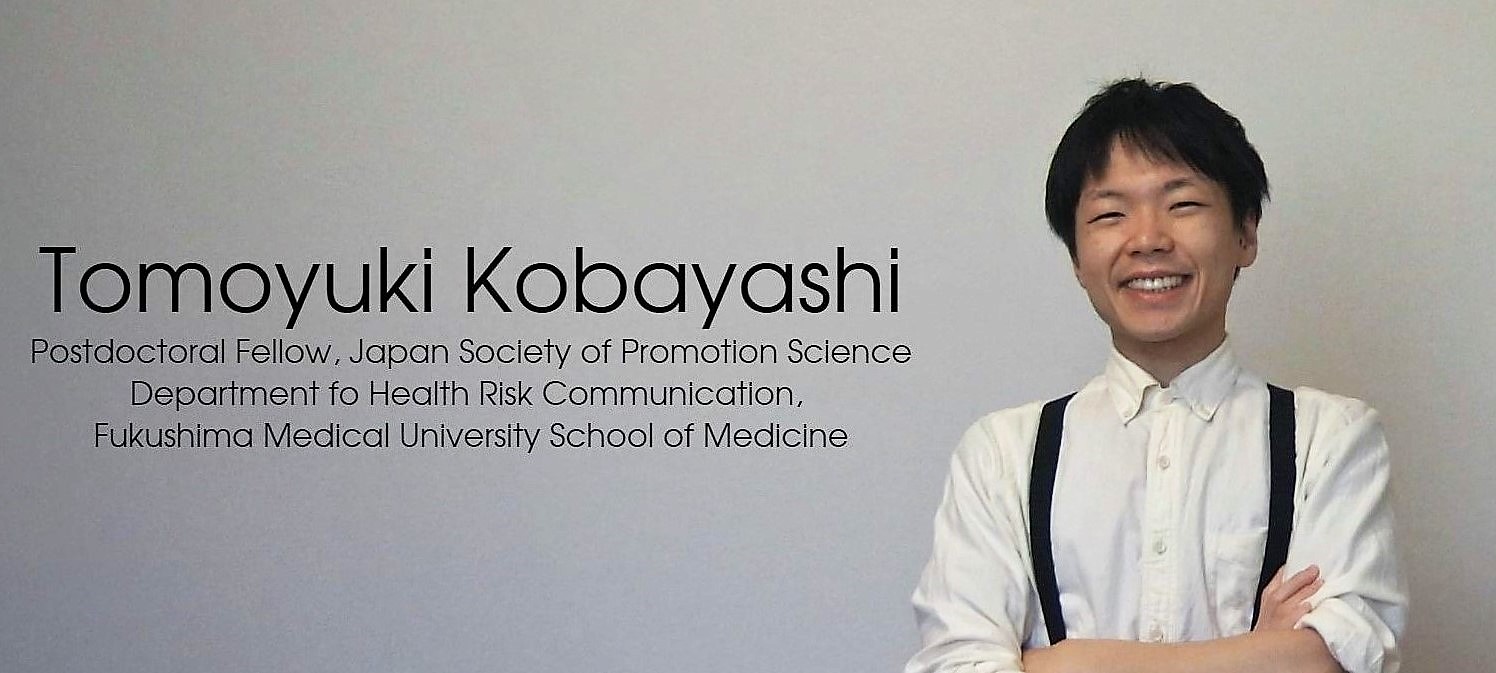 Tomoyuki Kobayashi
Postdoctoral Fellow, Japan Society of Promotion Science
Department fo Health Risk Communication,
Fukushima Medical University School of Medicine